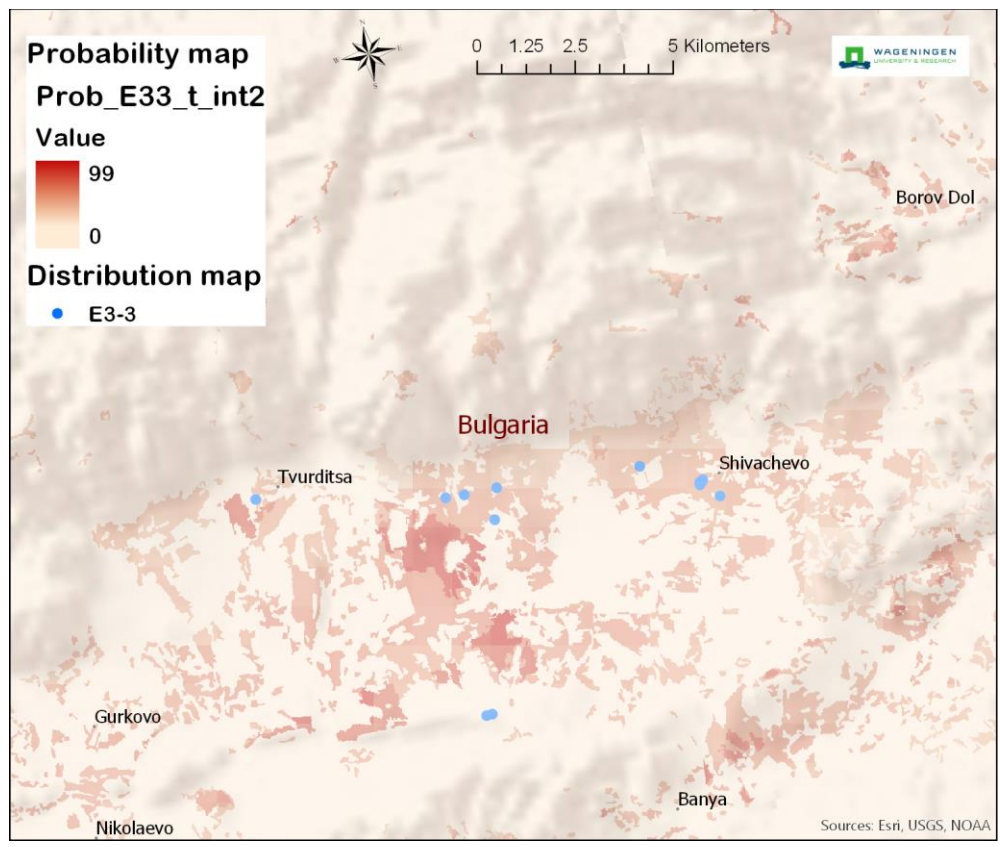 Probability map
Prob_E33_t_int2
Value
99
0
Distribution map
E3-3
N
S
0 1.25 2.5 5 Kilometers
WAGENINGEN
UNIVERSITY & RESEARCH
Borov Dol
Bulgaria
Shivachevo
Tvurditsa
Gurkovo
Banya
Nikolaevo
Sources: Esri, USGS, NOAA